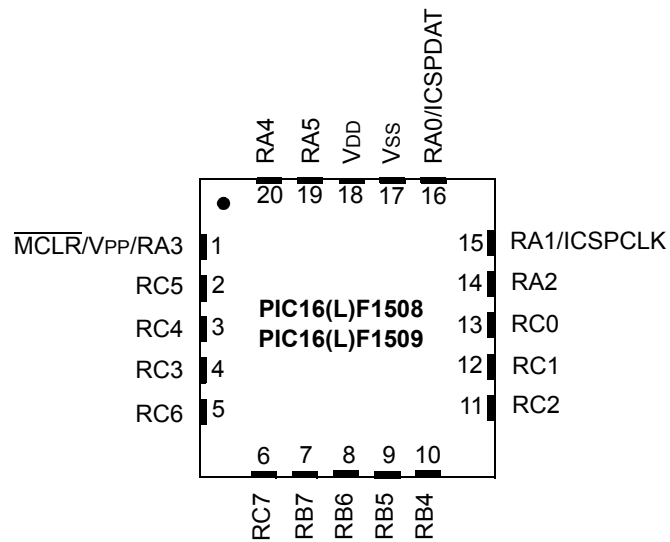 RA4
RA5
VDD
VSS
RA0/ICSPDAT
20
19
18
17
16
MCLR/VPP/RA3
1
15
RA1/ICSPCLK
RC5
2
14
RA2
PIC16(L)F1508
RC4
3
13
RC0
PIC16(L)F1509
RC3
4
12
RC1
RC6
5
11
RC2
6
7
8
9
10
RC7
RB7
RB6
RB5
RB4